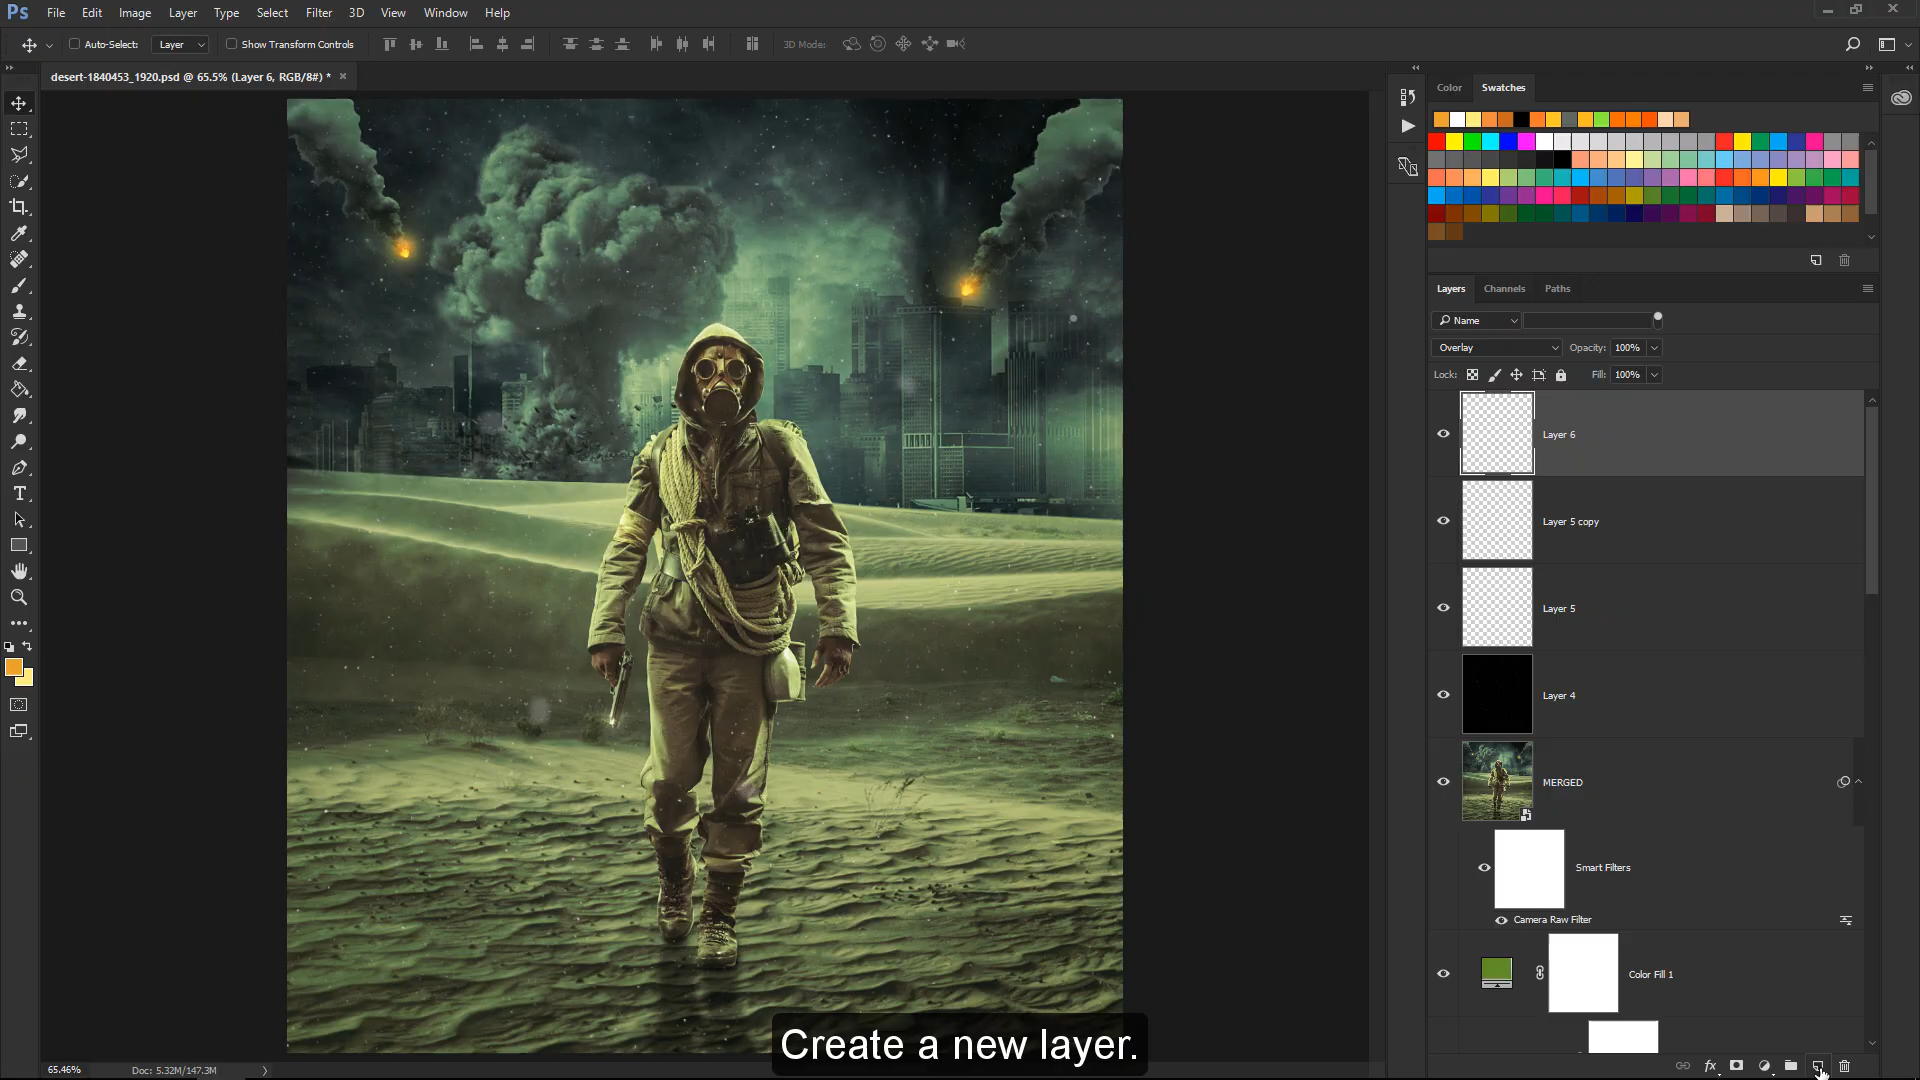 Ps File Edit Image Layer Type Select Filter 3D View Window Help
Auto-Select: Layer Show Transform Controls 3D Mode:
desert-1840453_1920.psd @ 65.5% (Layer 6, RGB/8#) * ×
Color Swatches
Layers Channels Paths
Name
Overlay Opacity: 100%
Lock: Fill: 100%
Layer 6
Layer 5 copy
Layer 5
Layer 4
MERGED
Smart Filters
Camera Raw Filter
Color Fill 1
Create a new layer.
65.46% Doc: 5.32M/147.3M
fx